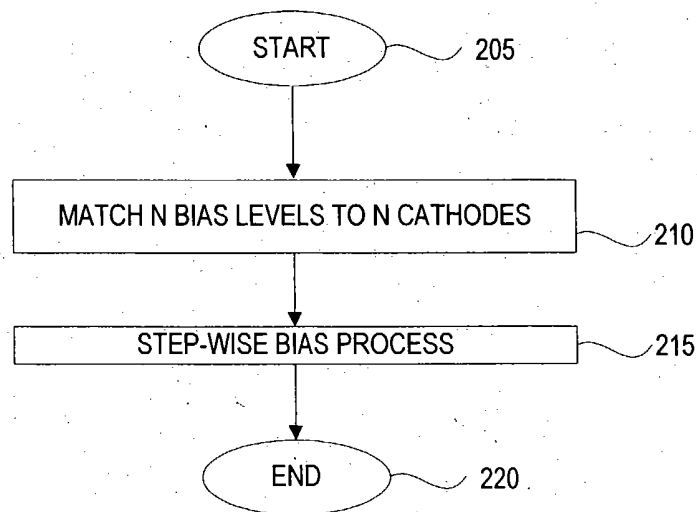 START
205
MATCH N BIAS LEVELS TO N CATHODES
210
STEP-WISE BIAS PROCESS
215
END
220